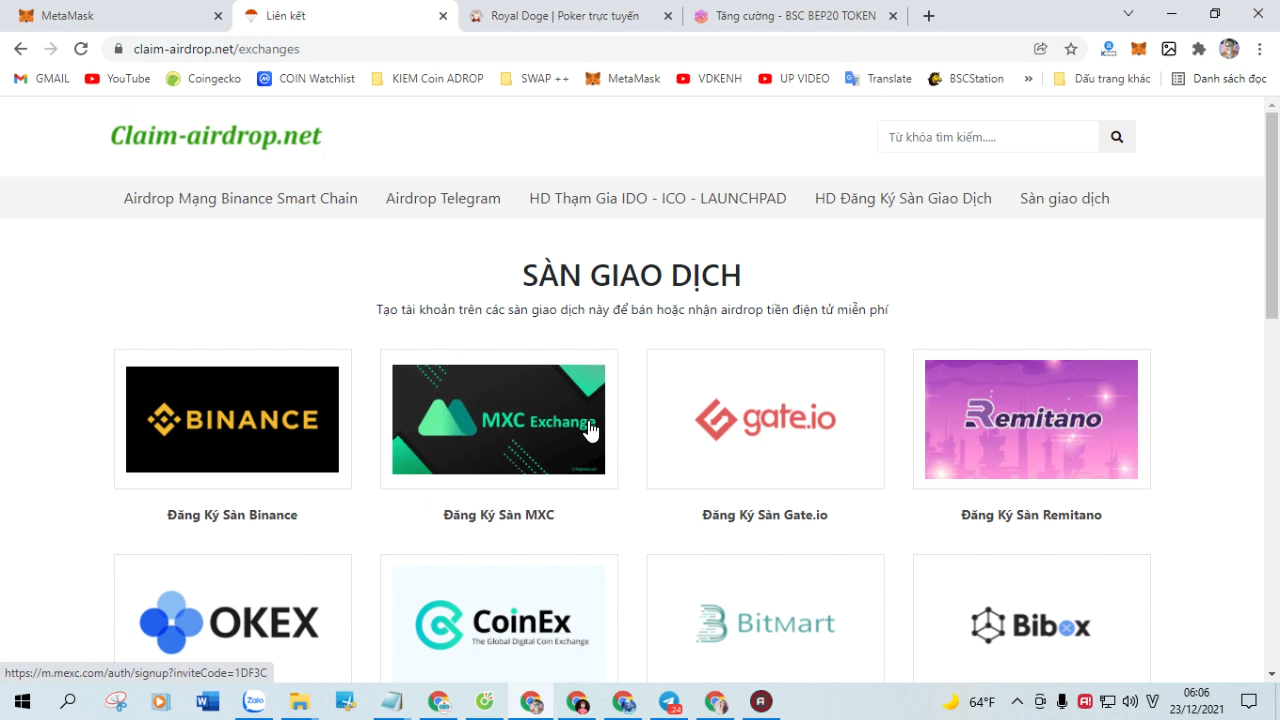 MetaMask
Liên kết
Royal Doge | Poker trực tuyến
Tăng cường - BSC BEP20 TOKEN
claim-airdrop.net/exchanges
GMAIL
YouTube
Coingecko
COIN Watchlist
KIEM Coin ADROP
SWAP ++
MetaMask
VDKENH
UP VIDEO
Translate
BSCStation
»
Dấu trang khác
Danh sách đọc
Claim-airdrop.net
Từ khóa tìm kiếm.....
Airdrop Mạng Binance Smart Chain
Airdrop Telegram
HD Thạm Gia IDO - ICO - LAUNCHPAD
HD Đăng Ký Sàn Giao Dịch
Sàn giao dịch
SÀN GIAO DỊCH
Tạo tài khoản trên các sàn giao dịch này để bán hoặc nhận airdrop tiền điện tử miễn phí
BINANCE
MXC Exchange
gate.io
Remitano
Đăng Ký Sàn Binance
Đăng Ký Sàn MXC
Đăng Ký Sàn Gate.io
Đăng Ký Sàn Remitano
OKEX
CoinEx
The Global Digital Coin Exchange
BitMart
Bibox
https://m.mexc.com/auth/signup?inviteCode=1DF3C
Zalo
24
64°F
06:06
23/12/2021